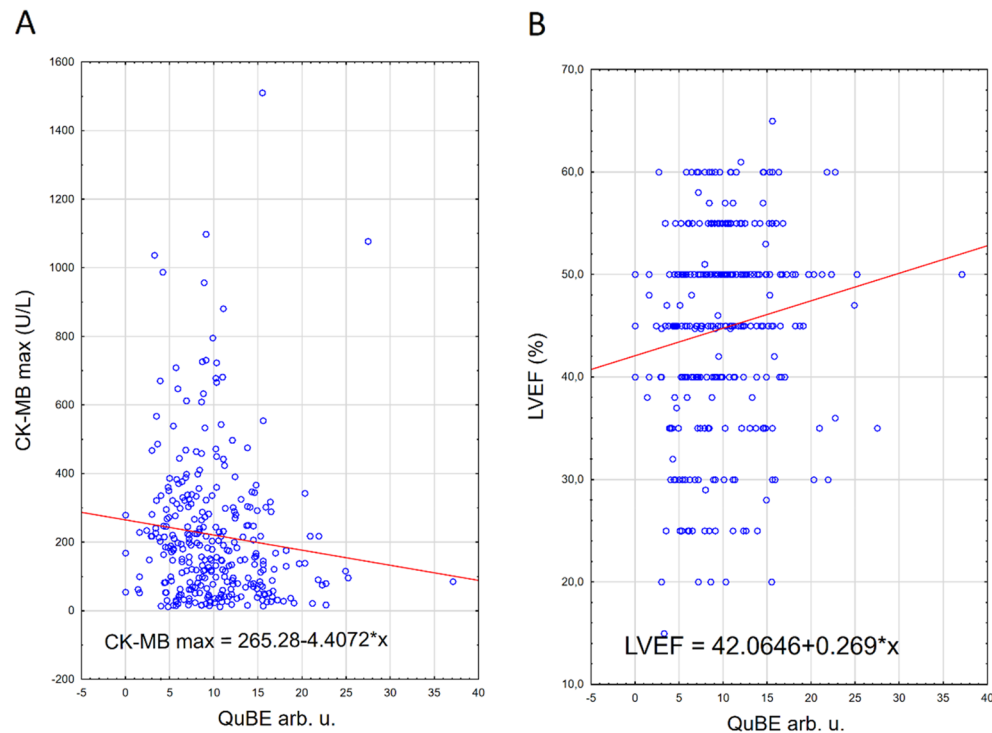 A
1600
1400
1200
1000
800
600
400
200
0
-200
CK-MB max (U/L)
CK-MB max = 265.28-4.4072*x
-5 0 5 10 15 20 25 30 35 40
QuBE arb. u.
B
70,0
60,0
50,0
40,0
30,0
20,0
10,0
LVEF (%)
LVEF = 42.0646+0.269*x
-5 0 5 10 15 20 25 30 35 40
QuBE arb. u.